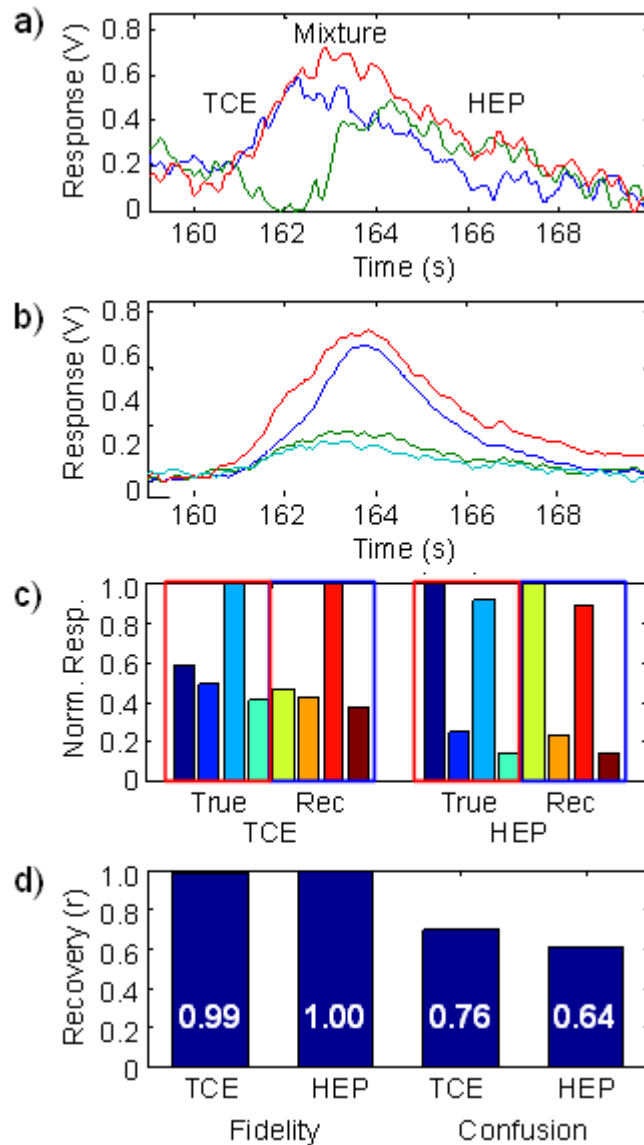 a)
Response (V)
0.8
0.6
0.4
0.2
0
Mixture
TCE
HEP
160 162 164 166 168
Time (s)
b)
Response (V)
0.8
0.6
0.4
0.2
0
160 162 164 166 168
Time (s)
c)
Norm. Resp.
1.0
0.8
0.6
0.4
0.2
0
True Rec True Rec
TCE HEP
d)
Recovery (r)
1.0
0.8
0.6
0.4
0.2
0
0.99 1.00 0.76 0.64
TCE HEP TCE HEP
Fidelity Confusion